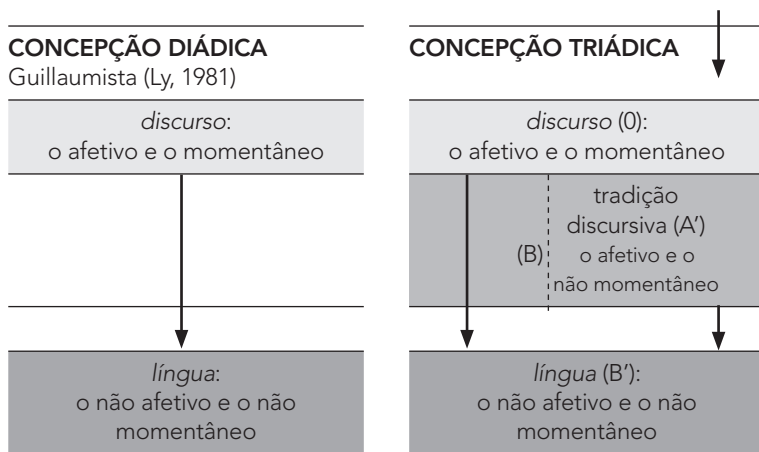 CONCEPÇÃO DIÁDICA
Guillaumista (Ly, 1981)
discurso:
o afetivo e o momentâneo
língua:
o não afetivo e o não
momentâneo
CONCEPÇÃO TRIÁDICA
discurso (0):
o afetivo e o momentâneo
tradição
discursiva (A')
(B) o afetivo e o
não momentâneo
língua (B'):
o não afetivo e o não
momentâneo